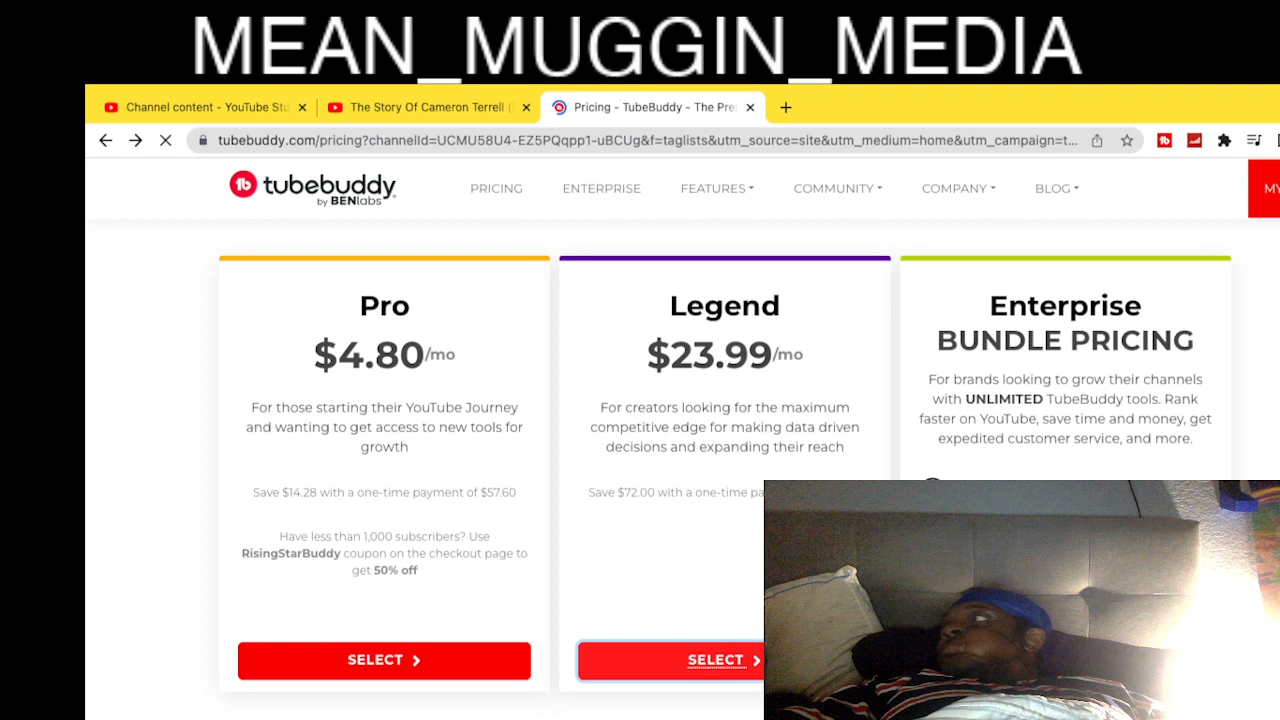 MEAN_MUGGIN_MEDIA
Channel content - YouTube Stu
The Story Of Cameron Terrell (
Pricing - TubeBuddy - The Pre
tubebuddy.com/pricing?channelId=UCMU58U4-EZ5PQqpp1-uBCUg&f=taglists&utm_source=site&utm_medium=home&utm_campaign=t...
tb
tb tubebuddy
by BENlabs
PRICING ENTERPRISE FEATURES COMMUNITY COMPANY BLOG MY
Pro
$4.80/mo
For those starting their YouTube Journey
and wanting to get access to new tools for
growth
Save $14.28 with a one-time payment of $57.60
Have less than 1,000 subscribers? Use
RisingStarBuddy coupon on the checkout page to
get 50% off
SELECT
Legend
$23.99/mo
For creators looking for the maximum
competitive edge for making data driven
decisions and expanding their reach
Save $72.00 with a one-time pa
SELECT
Enterprise
BUNDLE PRICING
For brands looking to grow their channels
with UNLIMITED TubeBuddy tools. Rank
faster on YouTube, save time and money, get
expedited customer service, and more.